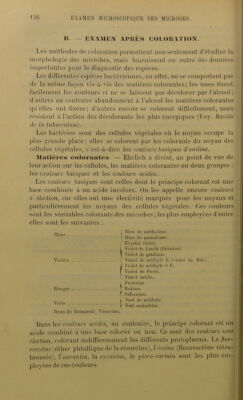 136 EXAMEN MICROSCOPIQUE DES MICROBES.
B. — EXAMEN APRÈS COLORATION.
Les méthodes de coloration permettent non seulement d'étudier la
morphologie des microbes, mais fournissent en outre des données
importantes pour le diagnostic des espèces.
Les différentes espèces bactériennes, en effet, ne se comportent pas
de la même façon vis-à-vis des matières colorantes; les unes fixent
facilement les couleurs et ne se laissent pas décolorer par l'alcool;
d'autres au contraire abandonnent à l'alcool les matières colorantes
qu'elles ont fixées; d'autres encore se colorent difficilement, mais
résistent à l'action des décolorants les plus énergiques (Voy. Bacille
de la tuberculose).
Les bactéries sont des cellules végétales où le noyau occupe la
plus grande place; elles se colorent par les colorants du noyau des
cellules végétales, c'est-à-dire les couleurs basiques d'aniline.
Matières colorantes. — Ehrlich a divisé, au point de vue de
leur action sur les cellules, les matières colorantes en deux groupes :
les couleurs basiques et les couleurs acides.
Les couleurs basiques sont celles dont le principe colorant est une
base combinée à un acide incolore. On les appelle encore couleurs
d'élection, car elles ont une électivité marquée pour les noyaux et
particulièrement les noyaux des cellules végétales. Ces couleurs
sont les véritables colorants des microbes; les plus employées d'entre
elles sont les suivantes :
Bleus
Bleu de méthylène.
Bleu de quinoléine.
Krystal violet.
Violet de Lauth (thionine).
Violets
Violet de gentiane.
Violet de méthyle B (violet de Bâle).
Violet de méthyle 5 B.
Violet de Paris.
Violet dahlia.
Rouges
Fuchsine.
Rubine.
Safranine.
Verts
Vert de méthyle.
Vert malachite.
Brun de Bismarck; Vésuvine.
Dans les couleurs acides, au contraire, le principe colorant est un
acide combiné à une base colorée ou non. Ce sont des couleurs sans
élection, colorant indifféremment les différents protoplasma. La fluo-
rescéine (éther phtalique de la résorcine), l'éosine (fluorescéine tétra-
bromée), l'aurantia, la coccinine, le picro-carmin sont les plus em-
ployées de ces couleurs.